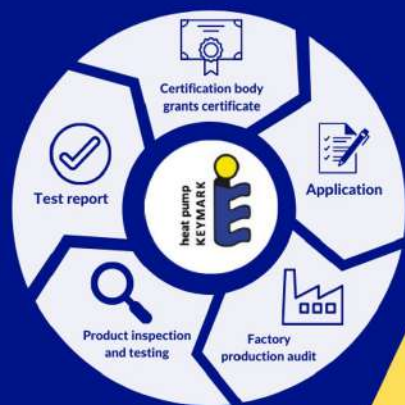 Certification body
grants certificate
Application
Factory
production audit
Product inspection
and testing
Test report
heat pump
KEYMARK